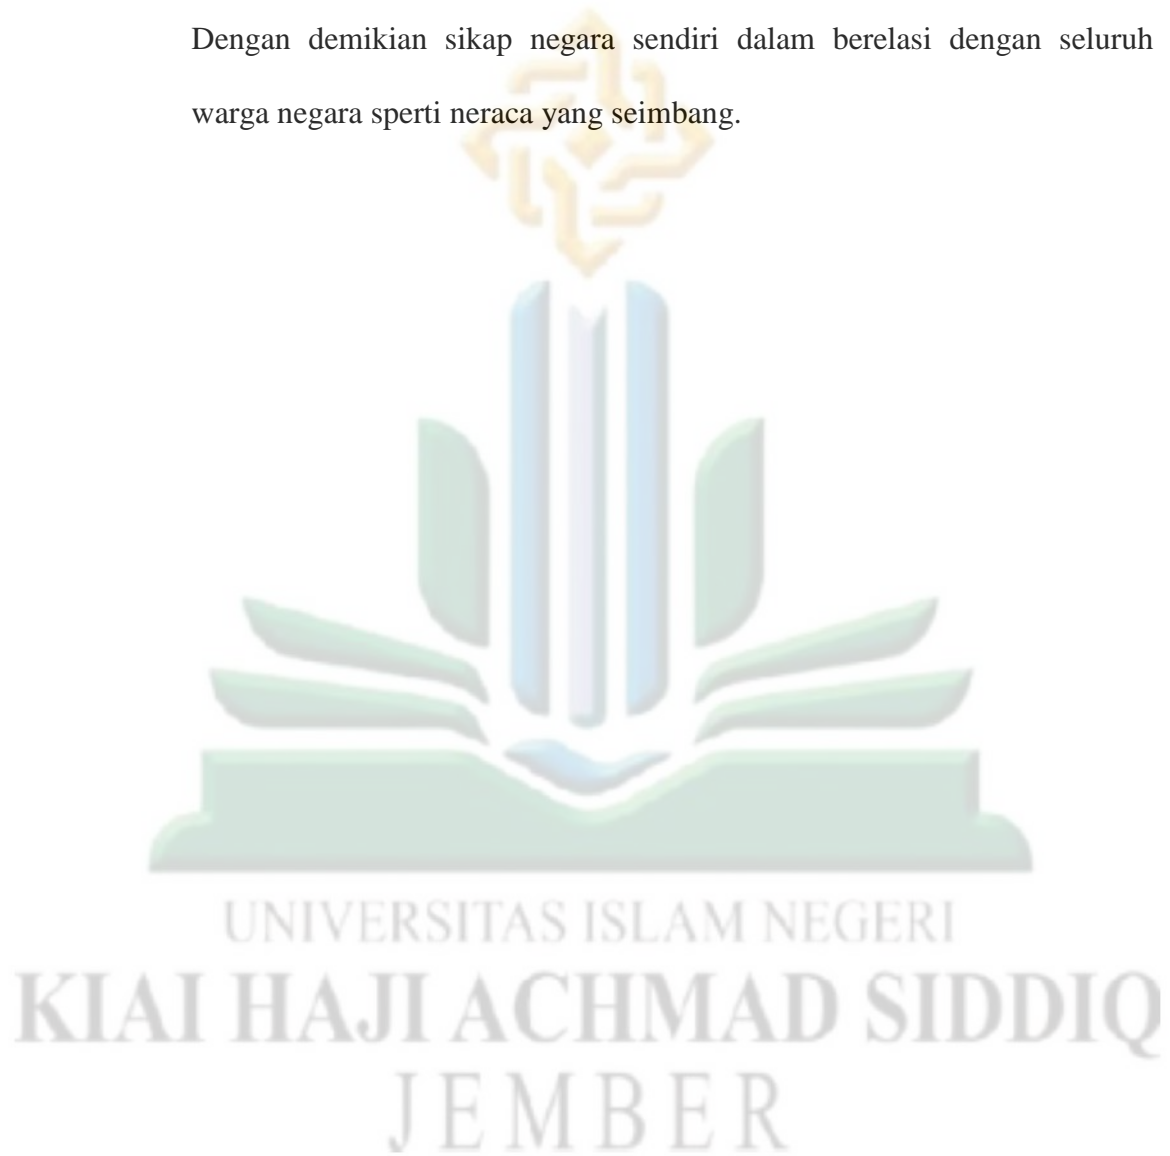 Dengan demikian sikap negara sendiri dalam berelasi dengan seluruh
warga negara sperti neraca yang seimbang.
UNIVERSITAS ISLAM NEGERI
KIAI HAJI ACHMAD SIDDIQ
JEMBER